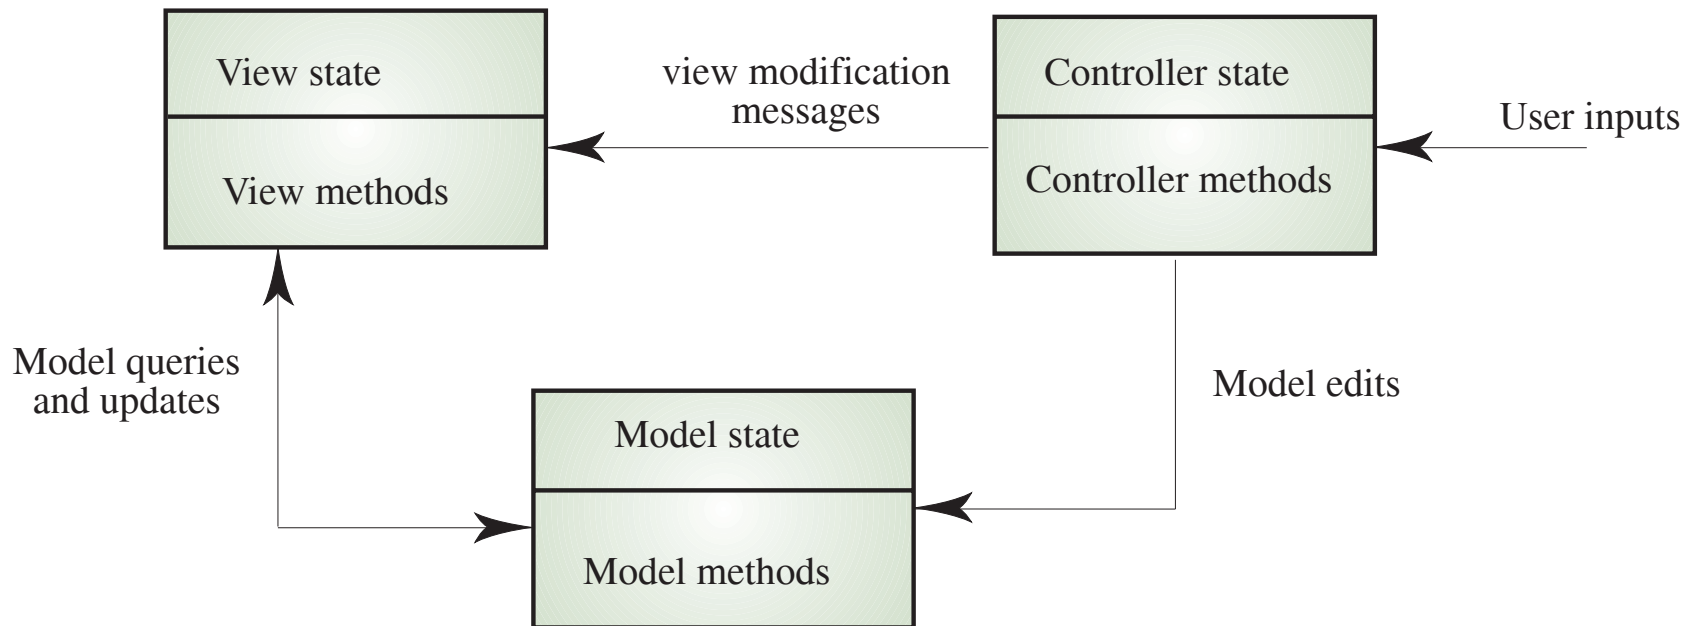 View state
view modification
messages
Controller state
User inputs
View methods
Controller methods
Model queries
and updates
Model edits
Model state
Model methods